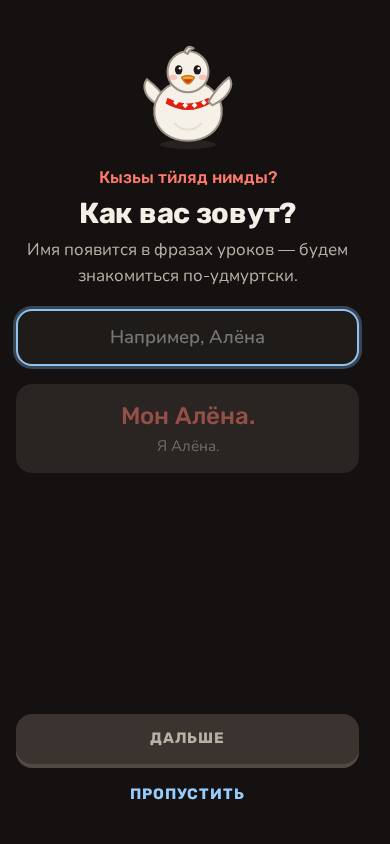 Кызьы тӥляд нимды?
Как вас зовут?
Имя появится в фразах уроков — будем
знакомиться по-удмуртски.
Например, Алёна
Мон Алёна.
Я Алёна.
ДАЛЬШЕ
ПРОПУСТИТЬ